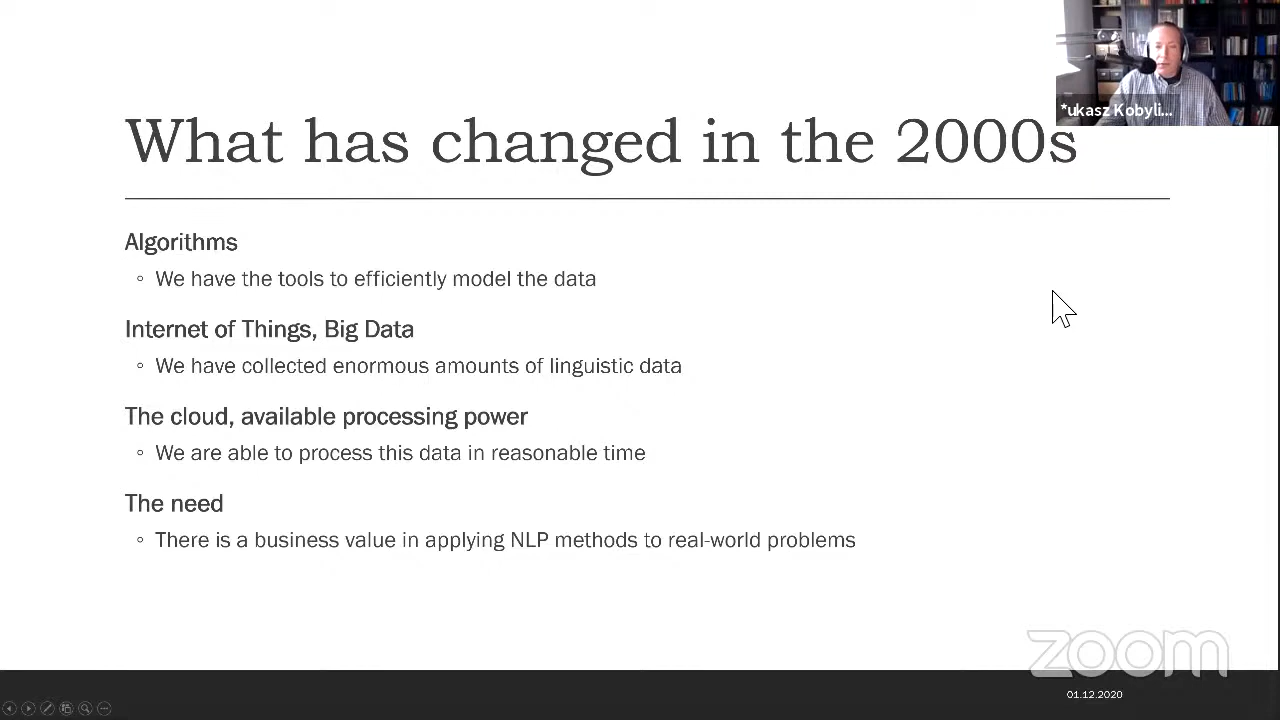 *ukasz Kobyli...
What has changed in the 2000s
Algorithms
◦ We have the tools to efficiently model the data
Internet of Things, Big Data
◦ We have collected enormous amounts of linguistic data
The cloud, available processing power
◦ We are able to process this data in reasonable time
The need
◦ There is a business value in applying NLP methods to real-world problems
zoom
01.12.2020